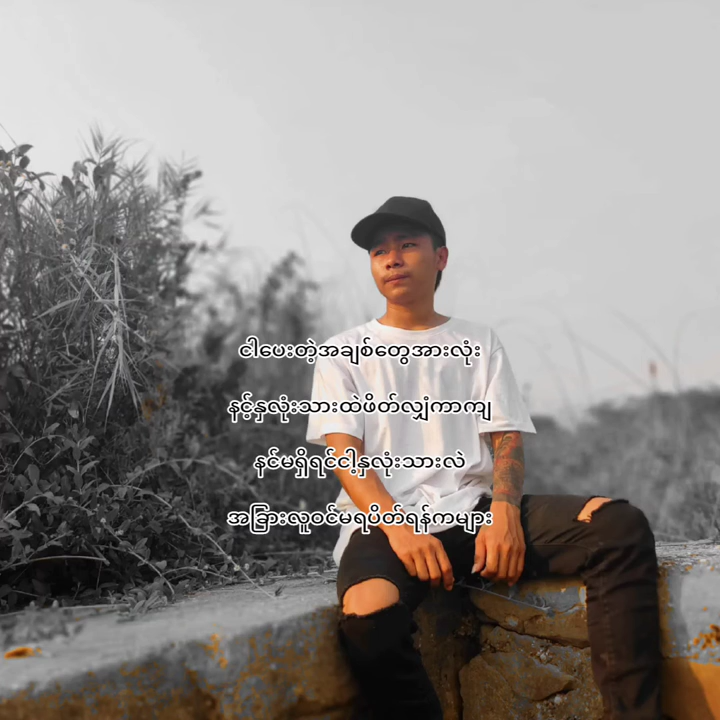 ငါပေးတဲ့အချစ်တွေအားလုံး
နင့်နှလုံးသားထဲဖိတ်လျှံကာကျ
နင်မရှိရင်ငါ့နှလုံးသားလဲ
အခြားလူဝင်မရပိတ်ရန်ကများ